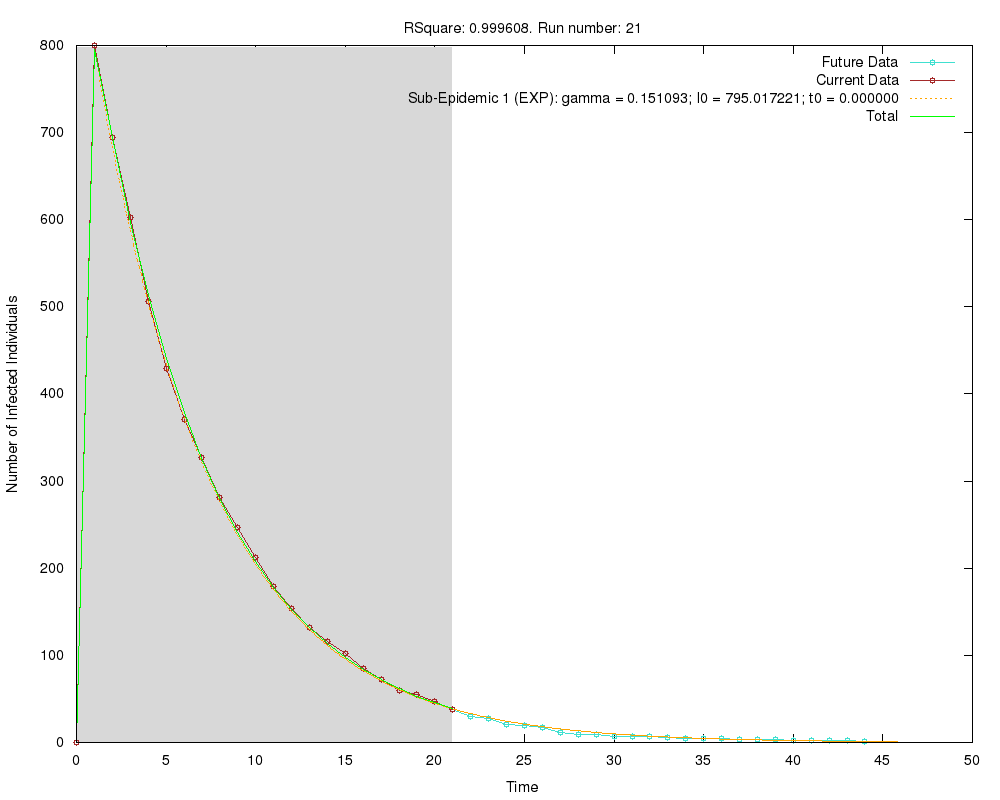 RSquare: 0.999608. Run number: 21
Future Data
Current Data
Sub-Epidemic 1 (EXP): gamma = 0.151093; I0 = 795.017221; t0 = 0.000000
Total
800
700
600
500
400
300
200
100
0
Number of Infected Individuals
0 5 10 15 20 25 30 35 40 45 50
Time